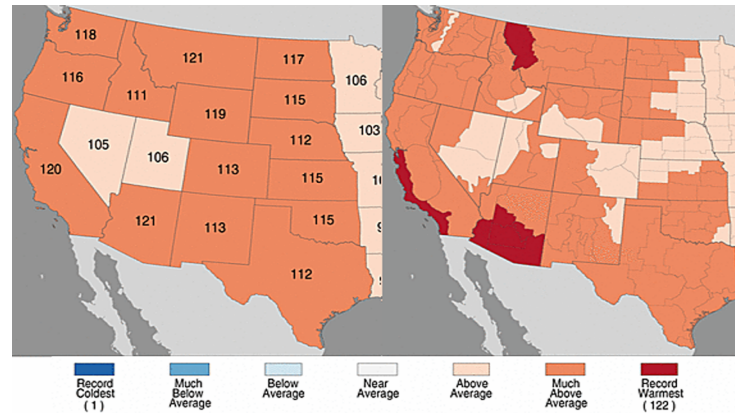 118
121
117
106
116
111
119
115
105
106
112
103
120
113
115
121
113
115
112
Record
Coldest
( 1 )
Much
Below
Average
Below
Average
Near
Average
Above
Average
Much
Above
Average
Record
Warmest
( 122 )